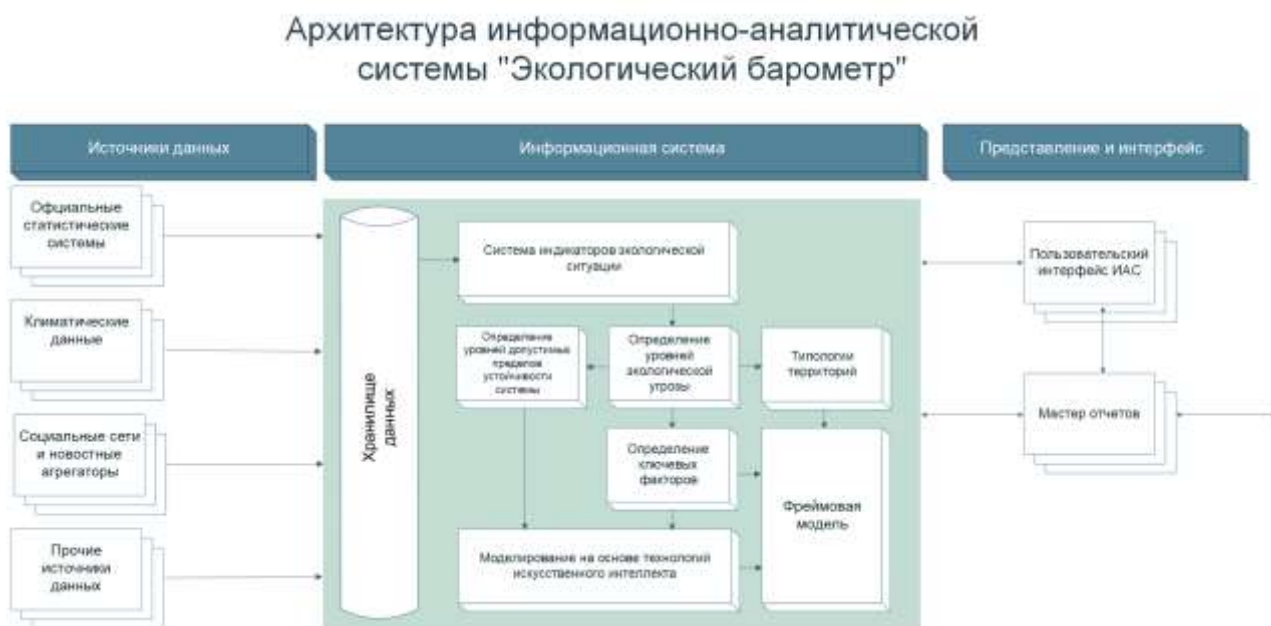 Архитектура информационно-аналитической
системы "Экологический барометр"
Источники данных
Информационная система
Представление и интерфейс
Офциальные
статистические
системы
Климатические
данные
Социальные сети
и новостные
агрегаторы
Прочие
источники
данных
Хранилище
данных
Система индикаторов экологической
ситуации
Определение
уровней допустимых
пределов
устойчивости
системы
Определение
уровней
экологической
угрозы
Типологии
территорий
Определение
ключевых
факторов
Фреймовая
модель
Моделирование на основе технологий
искусственного интеллекта
Пользовательский
интерфейс ИАС
Мастер отчетов